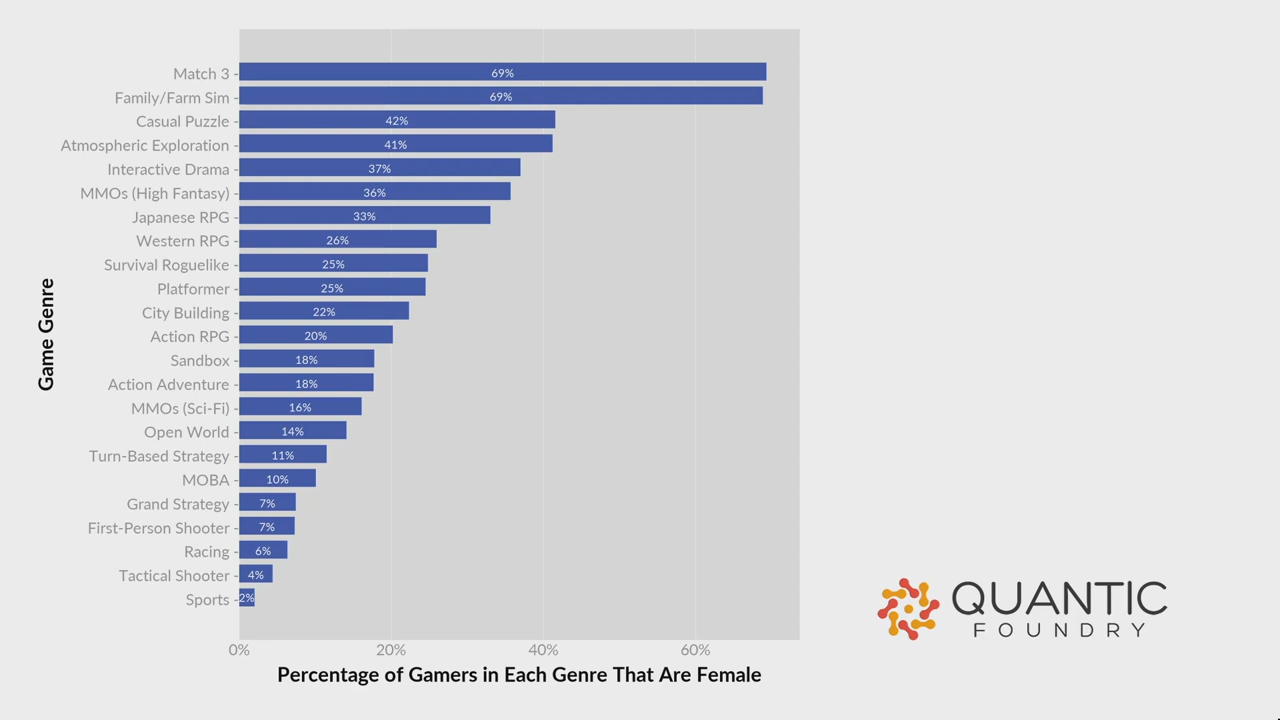 Match 3 69%
Family/Farm Sim 69%
Casual Puzzle 42%
Atmospheric Exploration 41%
Interactive Drama 37%
MMOs (High Fantasy) 36%
Japanese RPG 33%
Western RPG 26%
Survival Roguelike 25%
Platformer 25%
City Building 22%
Action RPG 20%
Sandbox 18%
Action Adventure 18%
MMOs (Sci-Fi) 16%
Open World 14%
Turn-Based Strategy 11%
MOBA 10%
Grand Strategy 7%
First-Person Shooter 7%
Racing 6%
Tactical Shooter 4%
Sports 2%
Game Genre
0% 20% 40% 60%
Percentage of Gamers in Each Genre That Are Female
QUANTIC
FOUNDRY